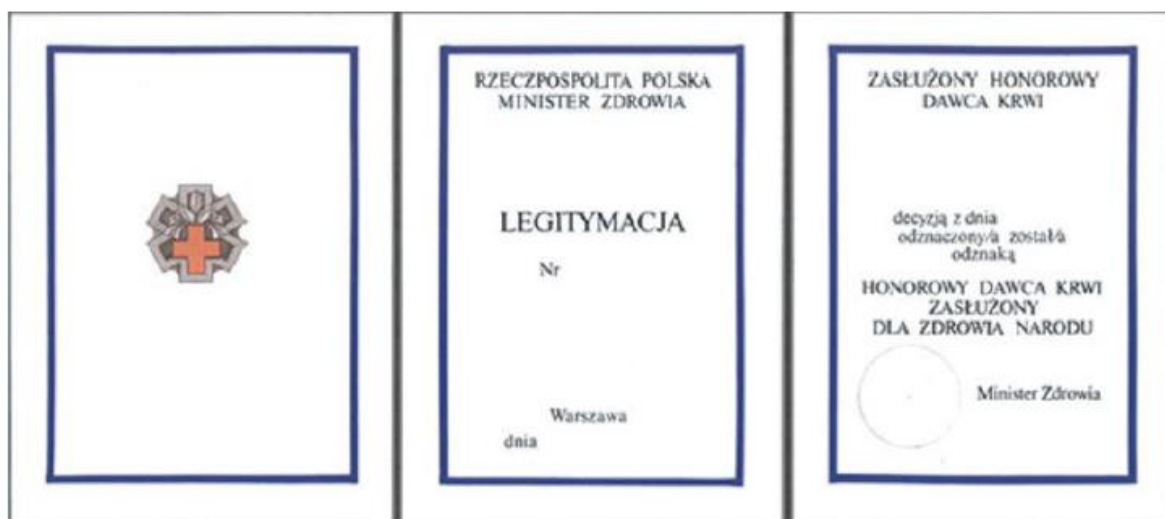 RZECZPOSPOLITA POLSKA
MINISTER ZDROWIA
LEGITYMACJA
Nr
Warszawa
dnia
ZASŁUŻONY HONOROWY
DAWCA KRWI
decyzją z dnia
odznaczony/a został/a
odznaką
HONOROWY DAWCA KRWI
ZASŁUŻONY
DLA ZDROWIA NARODU
Minister Zdrowia